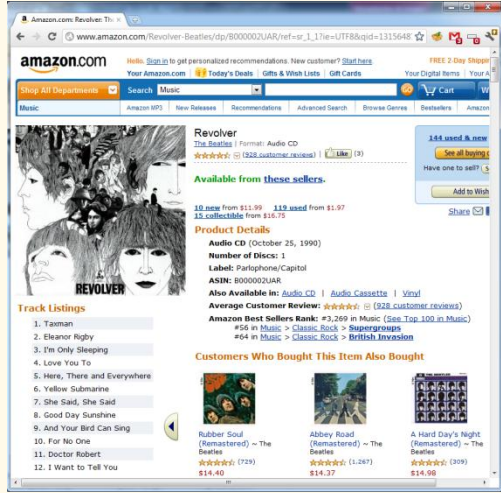 Amazon.com: Revolver: The
www.amazon.com/Revolver-Beatles/dp/B000002UAR/ref=sr_1_1?ie=UTF8&qid=1315648
amazon.com
Hello. Sign in to get personalized recommendations. New customer? Start here.
FREE 2-Day Shippin
Your Amazon.com
Today's Deals
Gifts & Wish Lists
Gift Cards
Your Digital Items
Your A
Shop All Departments
Search
Music
GO
Cart
W
Music
Amazon MP3
New Releases
Recommendations
Advanced Search
Browse Genres
Bestsellers
Amazon
REVOLVER
Revolver
The Beatles | Format: Audio CD
(928 customer reviews) | Like (3)
Available from these sellers.
10 new from $11.99 119 used from $1.97
15 collectible from $16.75
144 used & new
See all buying o
Have one to sell? S
Add to Wish
Share
Product Details
Audio CD (October 25, 1990)
Number of Discs: 1
Label: Parlophone/Capitol
ASIN: B000002UAR
Also Available in: Audio CD | Audio Cassette | Vinyl
Average Customer Review: (928 customer reviews)
Amazon Best Sellers Rank: #3,269 in Music (See Top 100 in Music)
#56 in Music > Classic Rock > Supergroups
#64 in Music > Classic Rock > British Invasion
Track Listings
1. Taxman
2. Eleanor Rigby
3. I'm Only Sleeping
4. Love You To
5. Here, There and Everywhere
6. Yellow Submarine
7. She Said, She Said
8. Good Day Sunshine
9. And Your Bird Can Sing
10. For No One
11. Doctor Robert
12. I Want to Tell You
Customers Who Bought This Item Also Bought
Rubber Soul
(Remastered) ~ The
Beatles
(729)
$14.40
Abbey Road
(Remastered) ~ The
Beatles
(1,267)
$14.37
A Hard Day's Night
(Remastered) ~ The
Beatles
(309)
$14.98